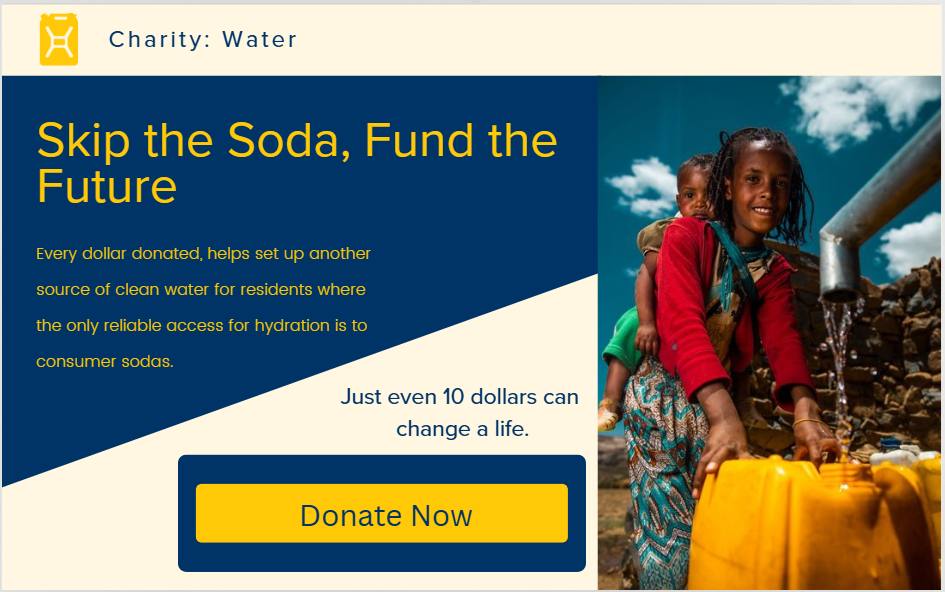 Charity: Water
Skip the Soda, Fund the
Future
Every dollar donated, helps set up another
source of clean water for residents where
the only reliable access for hydration is to
consumer sodas.
Just even 10 dollars can
change a life.
Donate Now